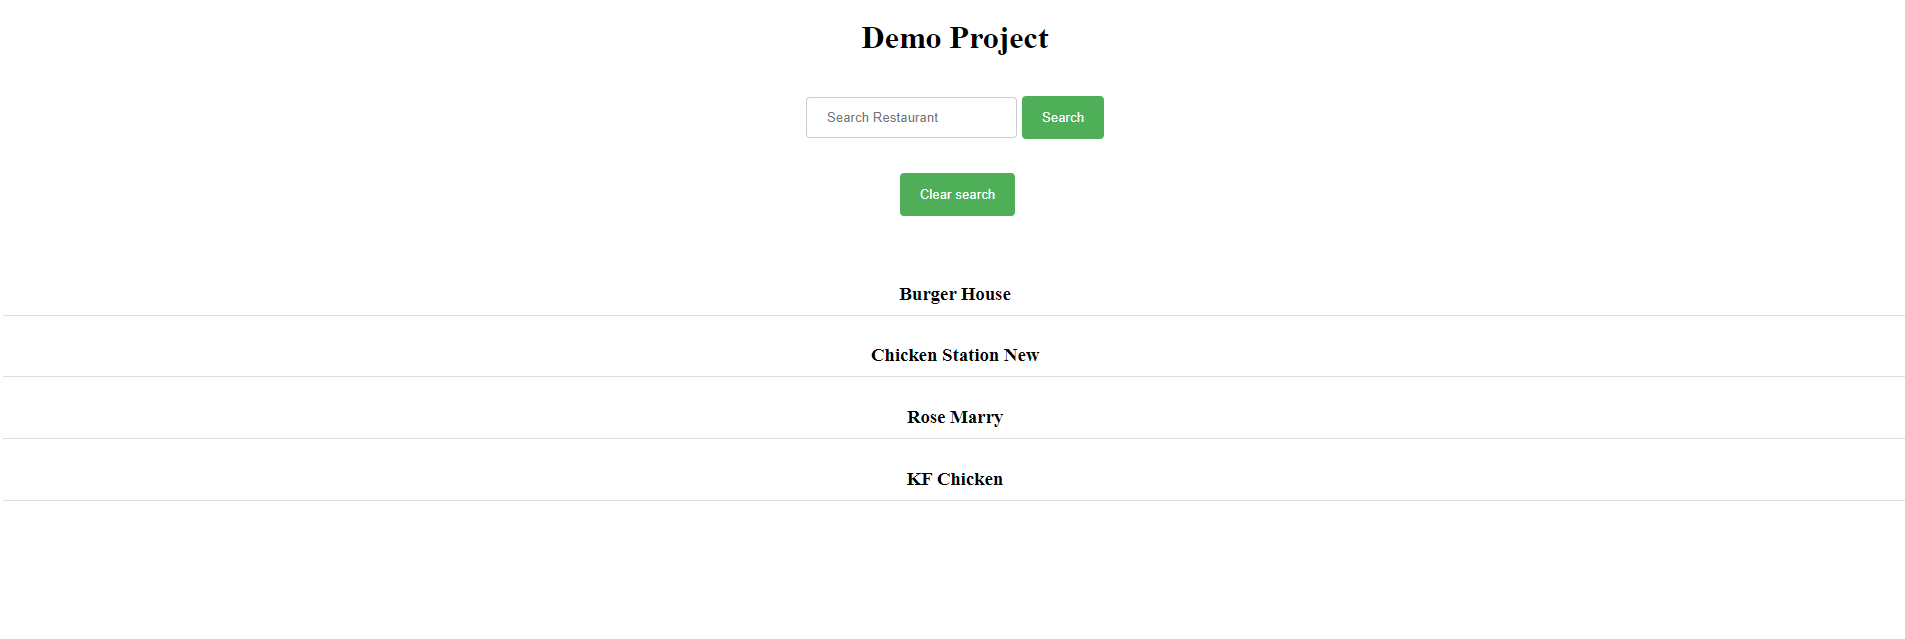 Demo Project
Search Restaurant Search
Clear search
Burger House
Chicken Station New
Rose Marry
KF Chicken